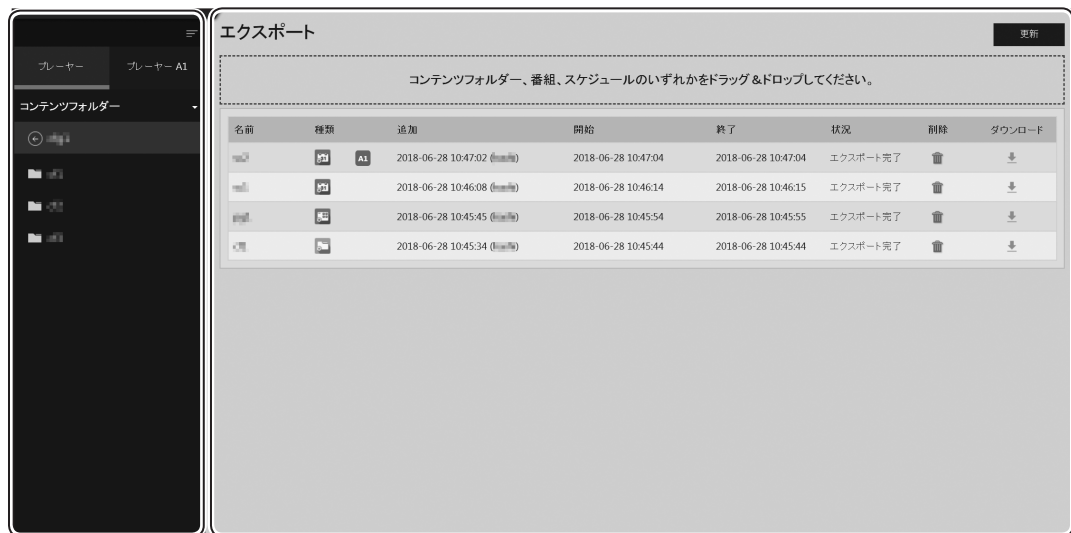 プレーヤー
プレーヤー A1
コンテンツフォルダー
エクスポート
更新
コンテンツフォルダー、番組、スケジュールのいずれかをドラッグ &ドロップしてください。
名前 種類 追加 開始 終了 状況 削除 ダウンロード
A1 2018-06-28 10:47:02 ( ) 2018-06-28 10:47:04 2018-06-28 10:47:04 エクスポート完了
2018-06-28 10:46:08 ( ) 2018-06-28 10:46:14 2018-06-28 10:46:15 エクスポート完了
2018-06-28 10:45:45 ( ) 2018-06-28 10:45:54 2018-06-28 10:45:55 エクスポート完了
2018-06-28 10:45:34 ( ) 2018-06-28 10:45:44 2018-06-28 10:45:44 エクスポート完了